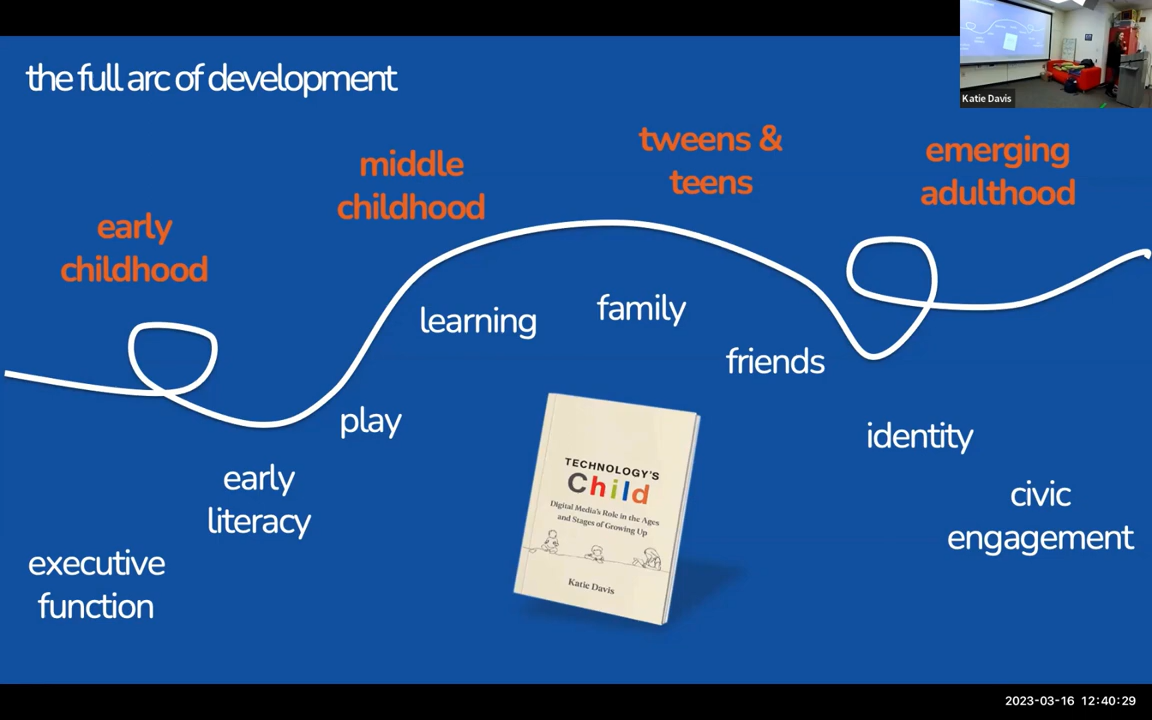 the full arc of development
Katie Davis
early
childhood
middle
childhood
tweens &
teens
emerging
adulthood
learning
family
friends
play
identity
early
literacy
civic
engagement
executive
function
TECHNOLOGY'S
Child
Digital Media's Role in the Ages
and Stages of Growing Up
Katie Davis
2023-03-16 12:40:29